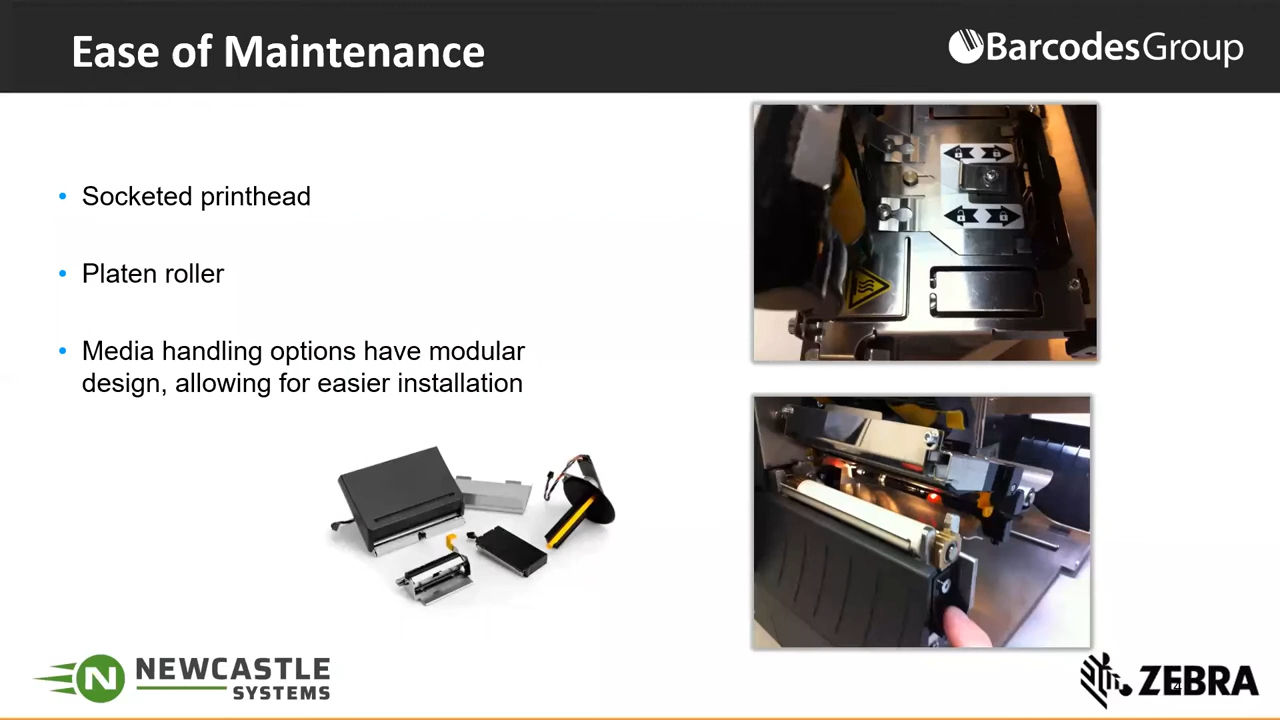 Ease of Maintenance
BarcodesGroup
• Socketed printhead
• Platen roller
• Media handling options have modular
design, allowing for easier installation
N NEWCASTLE
SYSTEMS
ZEBRA